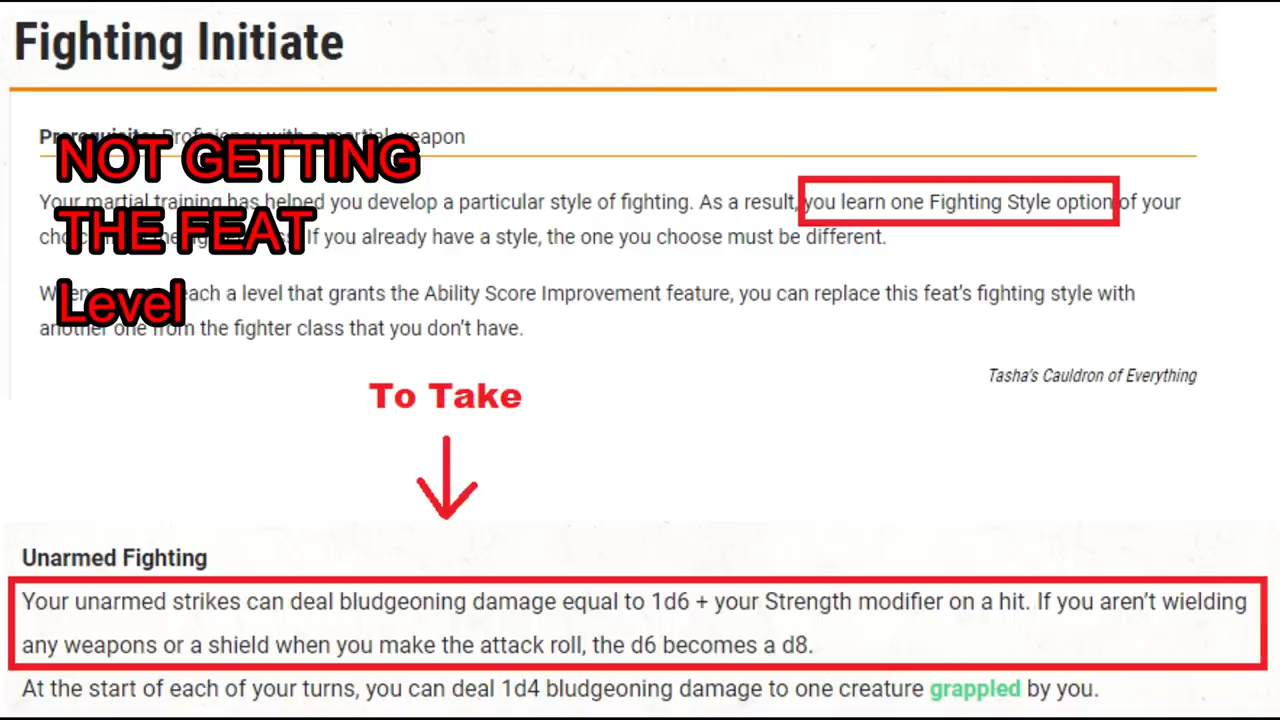 Fighting Initiate
Prerequisite: Proficiency with a martial weapon
NOT GETTING
Your martial training has helped you develop a particular style of fighting. As a result, you learn one Fighting Style option of your
THE FEAT
If you already have a style, the one you choose must be different.
Level
each a level that grants the Ability Score Improvement feature, you can replace this feat's fighting style with
another one from the fighter class that you don't have.
Tasha's Cauldron of Everything
To Take
Unarmed Fighting
Your unarmed strikes can deal bludgeoning damage equal to 1d6 + your Strength modifier on a hit. If you aren't wielding
any weapons or a shield when you make the attack roll, the d6 becomes a d8.
At the start of each of your turns, you can deal 1d4 bludgeoning damage to one creature grappled by you.